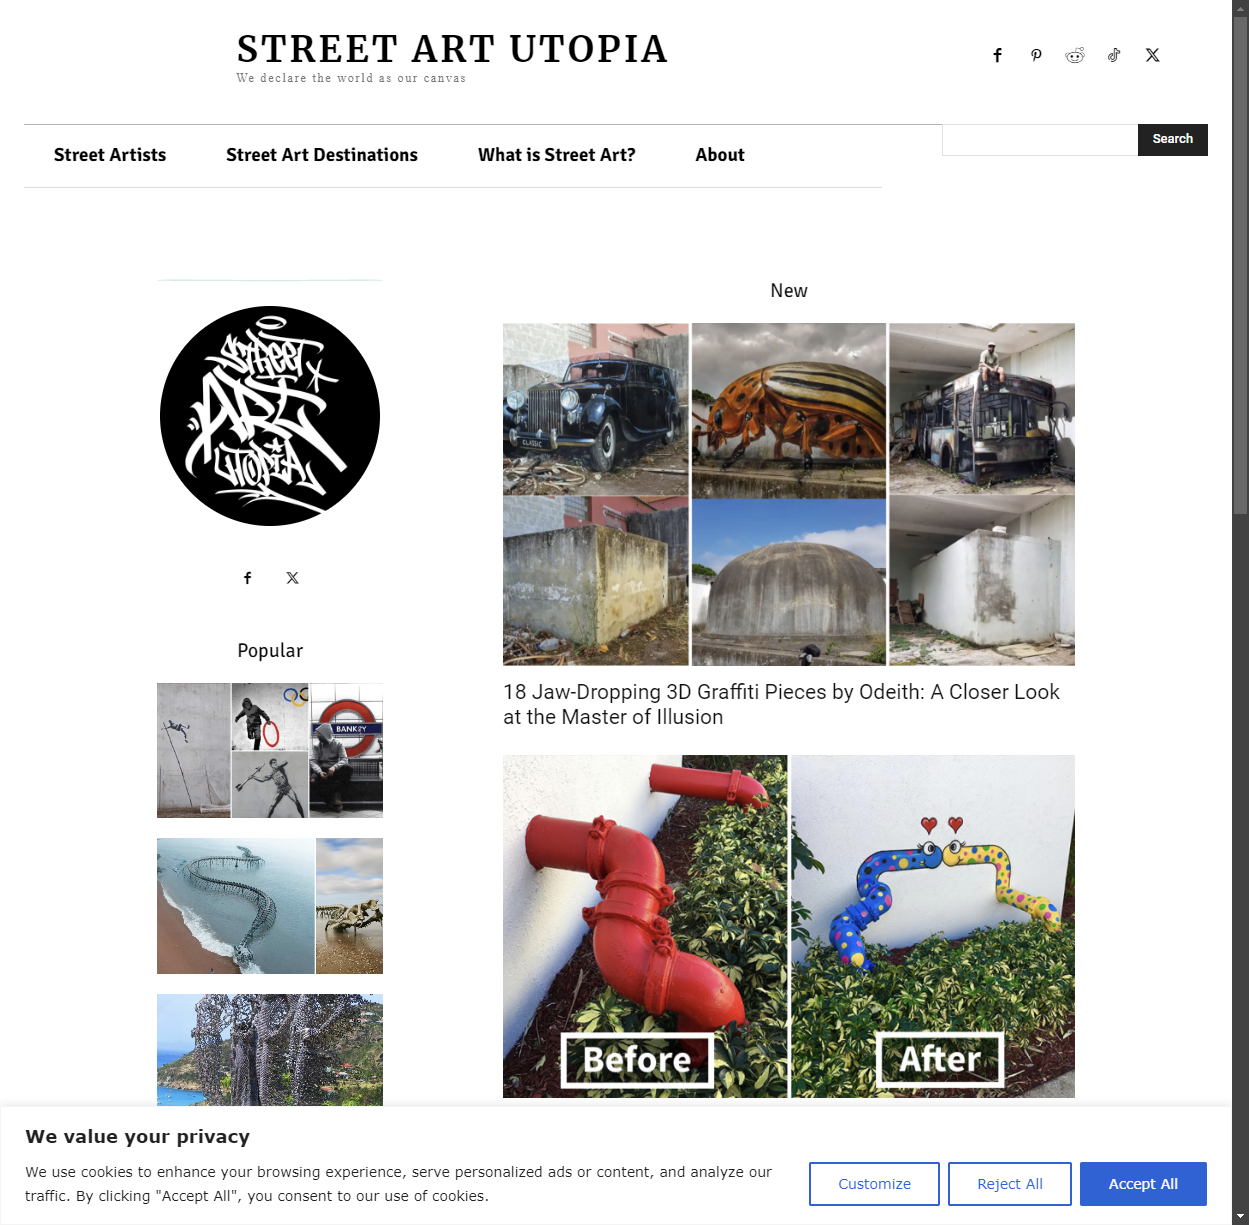 STREET ART UTOPIA
We declare the world as our canvas
Street Artists
Street Art Destinations
What is Street Art?
About
Search
STREET
ART
UTOPIA
Popular
BANKSY
New
CLASSIC
18 Jaw-Dropping 3D Graffiti Pieces by Odeith: A Closer Look
at the Master of Illusion
Before
After
We value your privacy
We use cookies to enhance your browsing experience, serve personalized ads or content, and analyze our
traffic. By clicking "Accept All", you consent to our use of cookies.
Customize
Reject All
Accept All